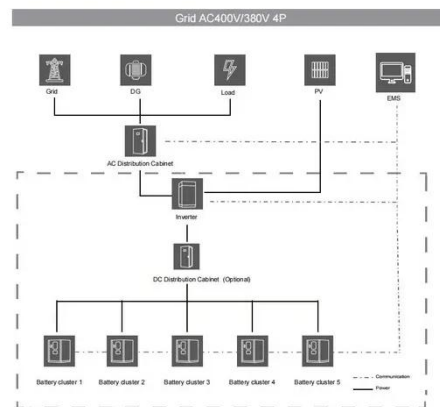 Grid AC400V/380V 4P
Grid
DG
Load
PV
EMS
AC Distribution Cabinet
Inverter
DC Distribution Cabinet (Optional)
Battery cluster 1
Battery cluster 2
Battery cluster 3
Battery cluster 4
Battery cluster 5
Communication
Power